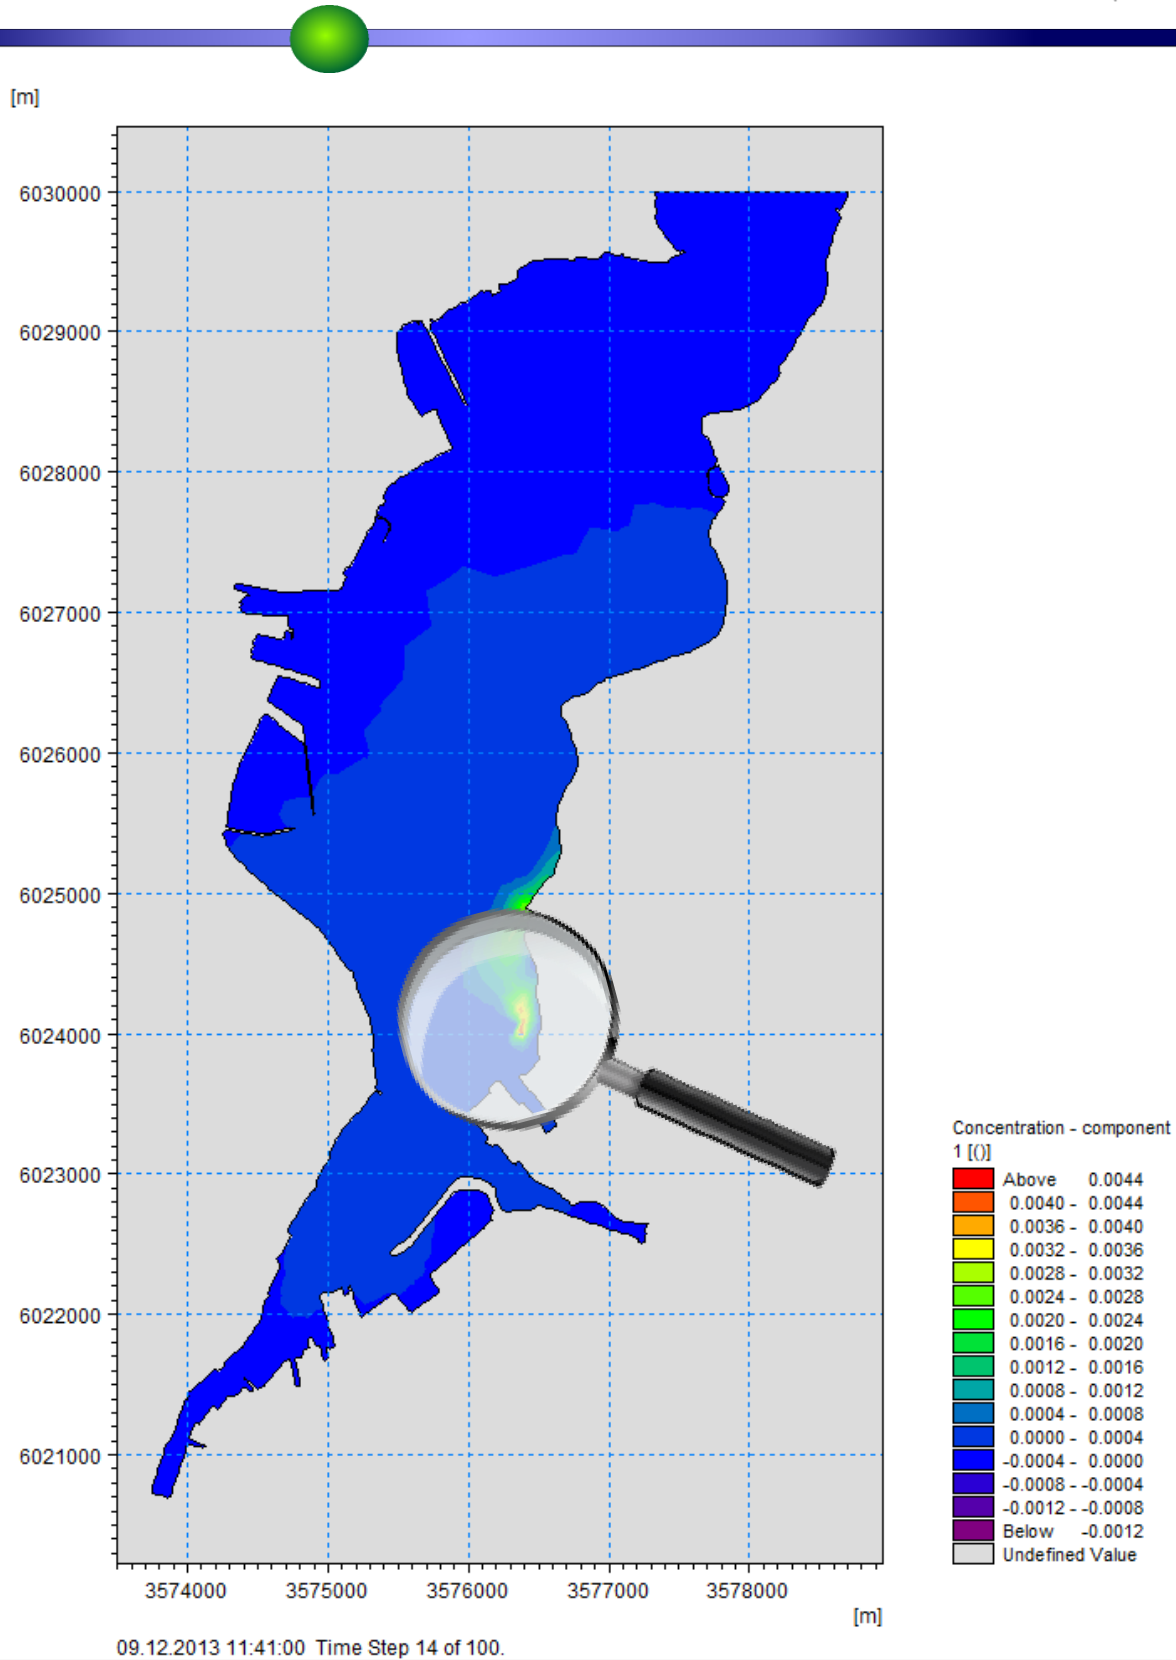 [m]
6030000
6029000
6028000
6027000
6026000
6025000
6024000
6023000
6022000
6021000
3574000 3575000 3576000 3577000 3578000
[m]
09.12.2013 11:41:00 Time Step 14 of 100.
Concentration - component
1 [()]
Above 0.0044
0.0040 - 0.0044
0.0036 - 0.0040
0.0032 - 0.0036
0.0028 - 0.0032
0.0024 - 0.0028
0.0020 - 0.0024
0.0016 - 0.0020
0.0012 - 0.0016
0.0008 - 0.0012
0.0004 - 0.0008
0.0000 - 0.0004
-0.0004 - 0.0000
-0.0008 - -0.0004
-0.0012 - -0.0008
Below -0.0012
Undefined Value